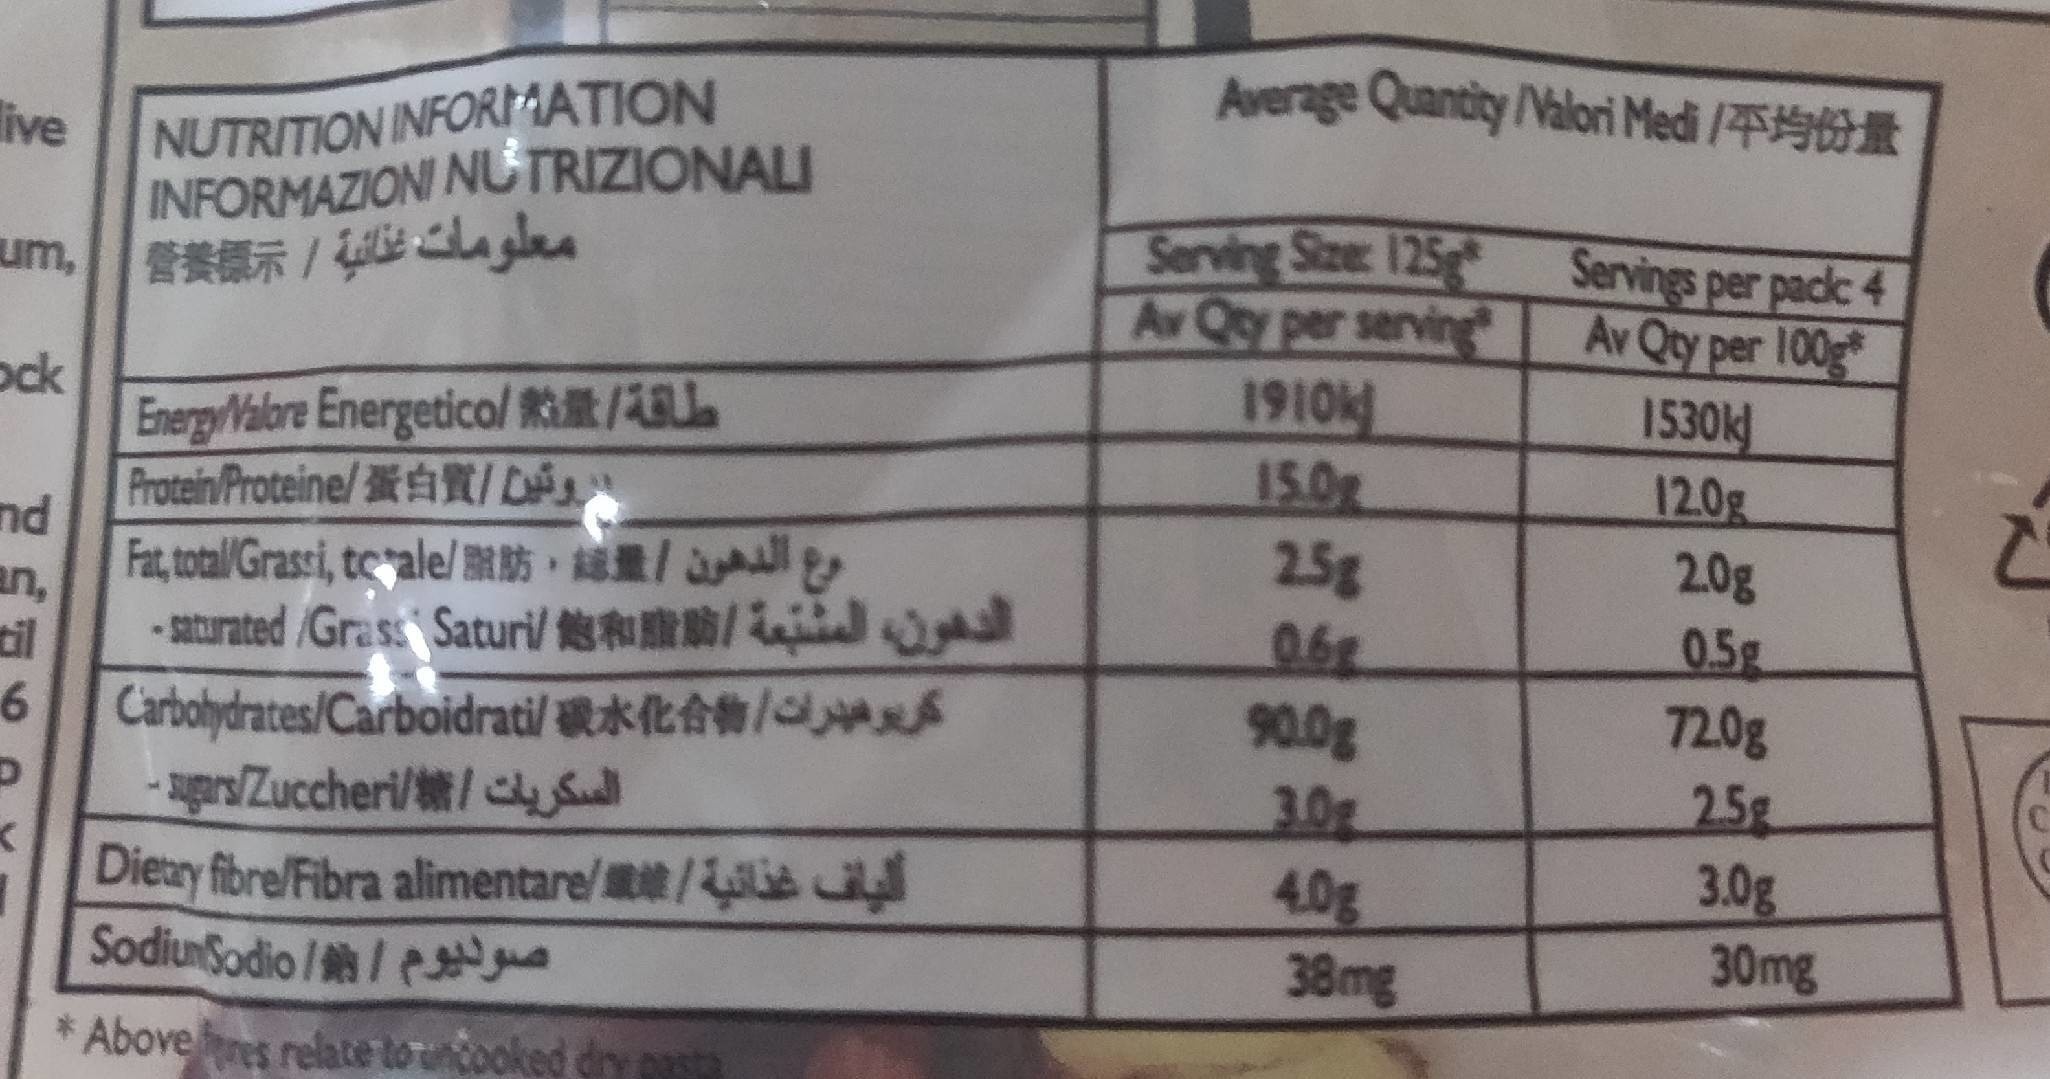 live
um,
ock
nd
an,
til
6
NUTRITION INFORMATION
INFORMAZIONI NUTRIZIONALI
營養標示 / معلومات غذائية
Average Quantity /Valori Medi /平均份量
Serving Size: 125g* Servings per pack: 4
Av Qty per serving* Av Qty per 100g*
Energy/Valore Energetico/ 熱量 /طاقة 1910kJ 1530kJ
Protein/Proteine/ 蛋白質/ بروتين 15.0g 12.0g
Fat, total/Grassi, totale/ 脂肪，總量/ مع الدهون 2.5g 2.0g
- saturated /Grassi Saturi/ 飽和脂肪/ الدهون المشبعة 0.6g 0.5g
Carbohydrates/Carboidrati/ 碳水化合物/كربوهيدرات 90.0g 72.0g
- sugars/Zuccheri/糖/ السكريات 3.0g 2.5g
Dietary fibre/Fibra alimentare/纖維/ ألياف غذائية 4.0g 3.0g
Sodium/Sodio /鈉 / صوديوم 38mg 30mg
* Above relate to uncooked dry pasta